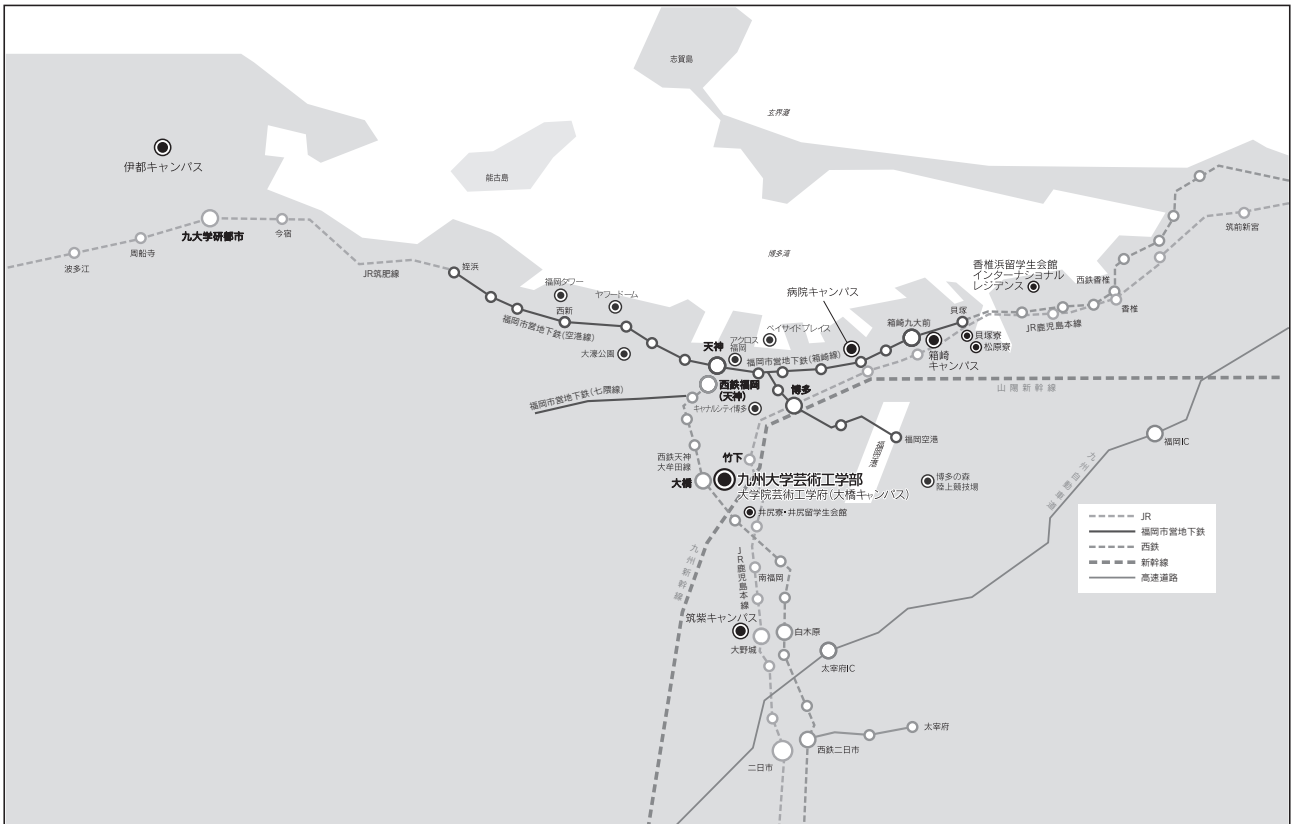 志賀島
玄界灘
伊都キャンパス
能古島
九大学研都市
今宿
周船寺
波多江
JR筑肥線
姪浜
博多湾
筑前新宮
香椎浜留学生会館
インターナショナル
レジデンス
西鉄香椎
香椎
JR鹿児島本線
福岡タワー
西新
ヤフードーム
福岡市営地下鉄(空港線)
大濠公園
病院キャンパス
ベイサイドプレイス
アクロス
福岡
天神
福岡市営地下鉄(箱崎線)
箱崎九大前
貝塚
貝塚寮
松原寮
箱崎
キャンパス
山陽新幹線
西鉄福岡
(天神)
博多
福岡市営地下鉄(七隈線)
キャナルシティ博多
福岡空港
福岡空港
福岡IC
九州自動車道
西鉄天神
大牟田線
竹下
大橋
九州大学芸術工学部
大学院芸術工学府(大橋キャンパス)
博多の森
陸上競技場
井尻寮・井尻留学生会館
九州新幹線
JR鹿児島本線
南福岡
筑紫キャンパス
大野城
白木原
太宰府IC
太宰府
西鉄二日市
二日市
JR
福岡市営地下鉄
西鉄
新幹線
高速道路